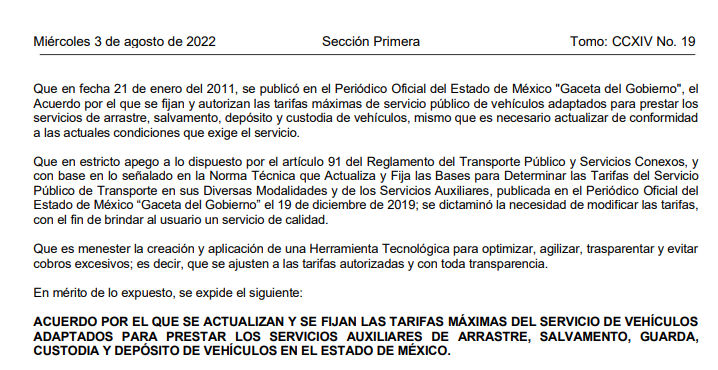 Miércoles 3 de agosto de 2022 Sección Primera Tomo: CCXIV No. 19
Que en fecha 21 de enero del 2011, se publicó en el Periódico Oficial del Estado de México "Gaceta del Gobierno", el
Acuerdo por el que se fijan y autorizan las tarifas máximas de servicio público de vehículos adaptados para prestar los
servicios de arrastre, salvamento, depósito y custodia de vehículos, mismo que es necesario actualizar de conformidad
a las actuales condiciones que exige el servicio.
Que en estricto apego a lo dispuesto por el artículo 91 del Reglamento del Transporte Público y Servicios Conexos, y
con base en lo señalado en la Norma Técnica que Actualiza y Fija las Bases para Determinar las Tarifas del Servicio
Público de Transporte en sus Diversas Modalidades y de los Servicios Auxiliares, publicada en el Periódico Oficial del
Estado de México “Gaceta del Gobierno” el 19 de diciembre de 2019; se dictaminó la necesidad de modificar las tarifas,
con el fin de brindar al usuario un servicio de calidad.
Que es menester la creación y aplicación de una Herramienta Tecnológica para optimizar, agilizar, trasparentar y evitar
cobros excesivos; es decir, que se ajusten a las tarifas autorizadas y con toda transparencia.
En mérito de lo expuesto, se expide el siguiente:
ACUERDO POR EL QUE SE ACTUALIZAN Y SE FIJAN LAS TARIFAS MÁXIMAS DEL SERVICIO DE VEHÍCULOS
ADAPTADOS PARA PRESTAR LOS SERVICIOS AUXILIARES DE ARRASTRE, SALVAMENTO, GUARDA,
CUSTODIA Y DEPÓSITO DE VEHÍCULOS EN EL ESTADO DE MÉXICO.